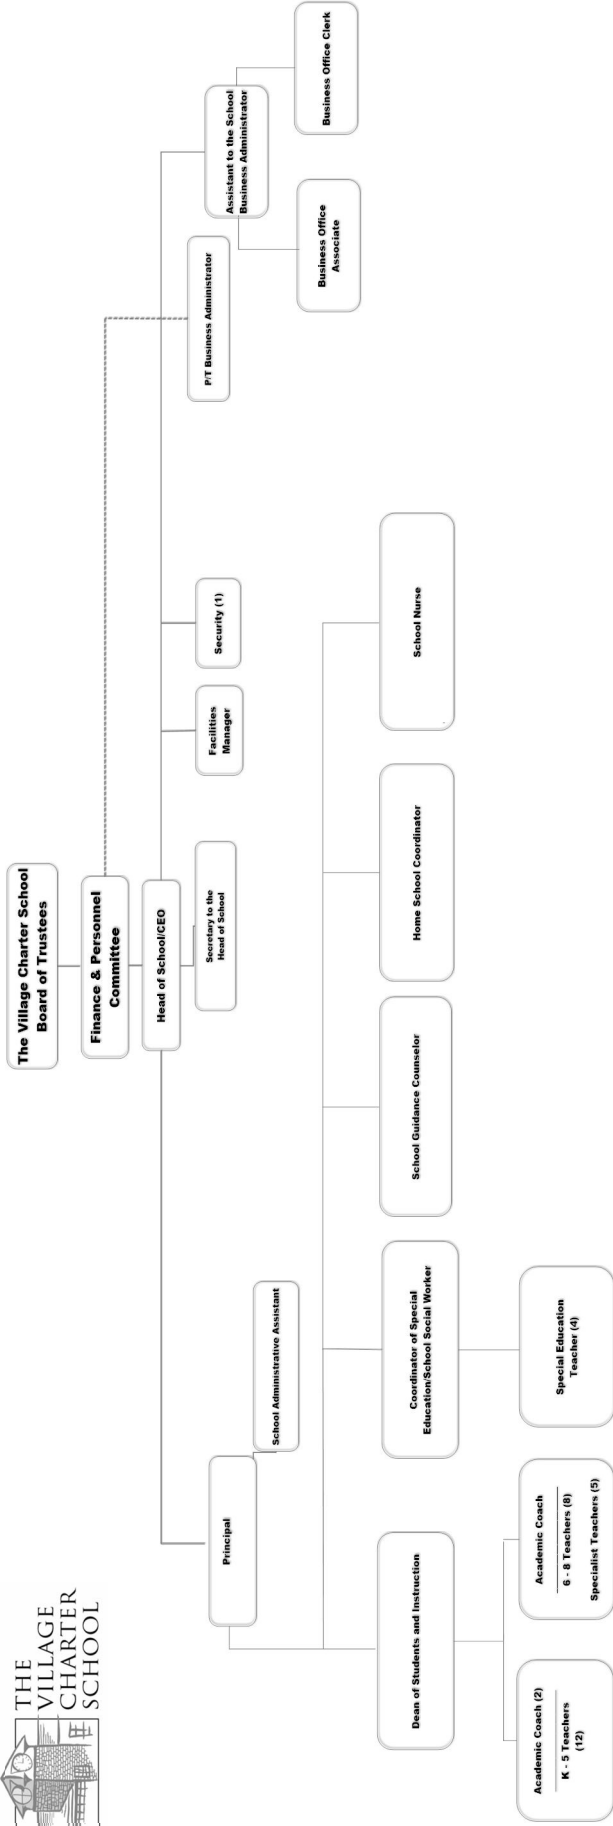 THE
VILLAGE
CHARTER
SCHOOL
The Village Charter School
Board of Trustees
Finance & Personnel
Committee
Head of School/CEO
Secretary to the
Head of School
Facilities
Manager
Security (1)
P/T Business Administrator
Assistant to the School
Business Administrator
Business Office
Associate
Business Office Clerk
Principal
School Administrative Assistant
Dean of Students and Instruction
Coordinator of Special
Education/School Social Worker
School Guidance Counselor
Home School Coordinator
School Nurse
Academic Coach (2)
K - 5 Teachers
(12)
Academic Coach
6 - 8 Teachers (8)
Specialist Teachers (5)
Special Education
Teacher (4)